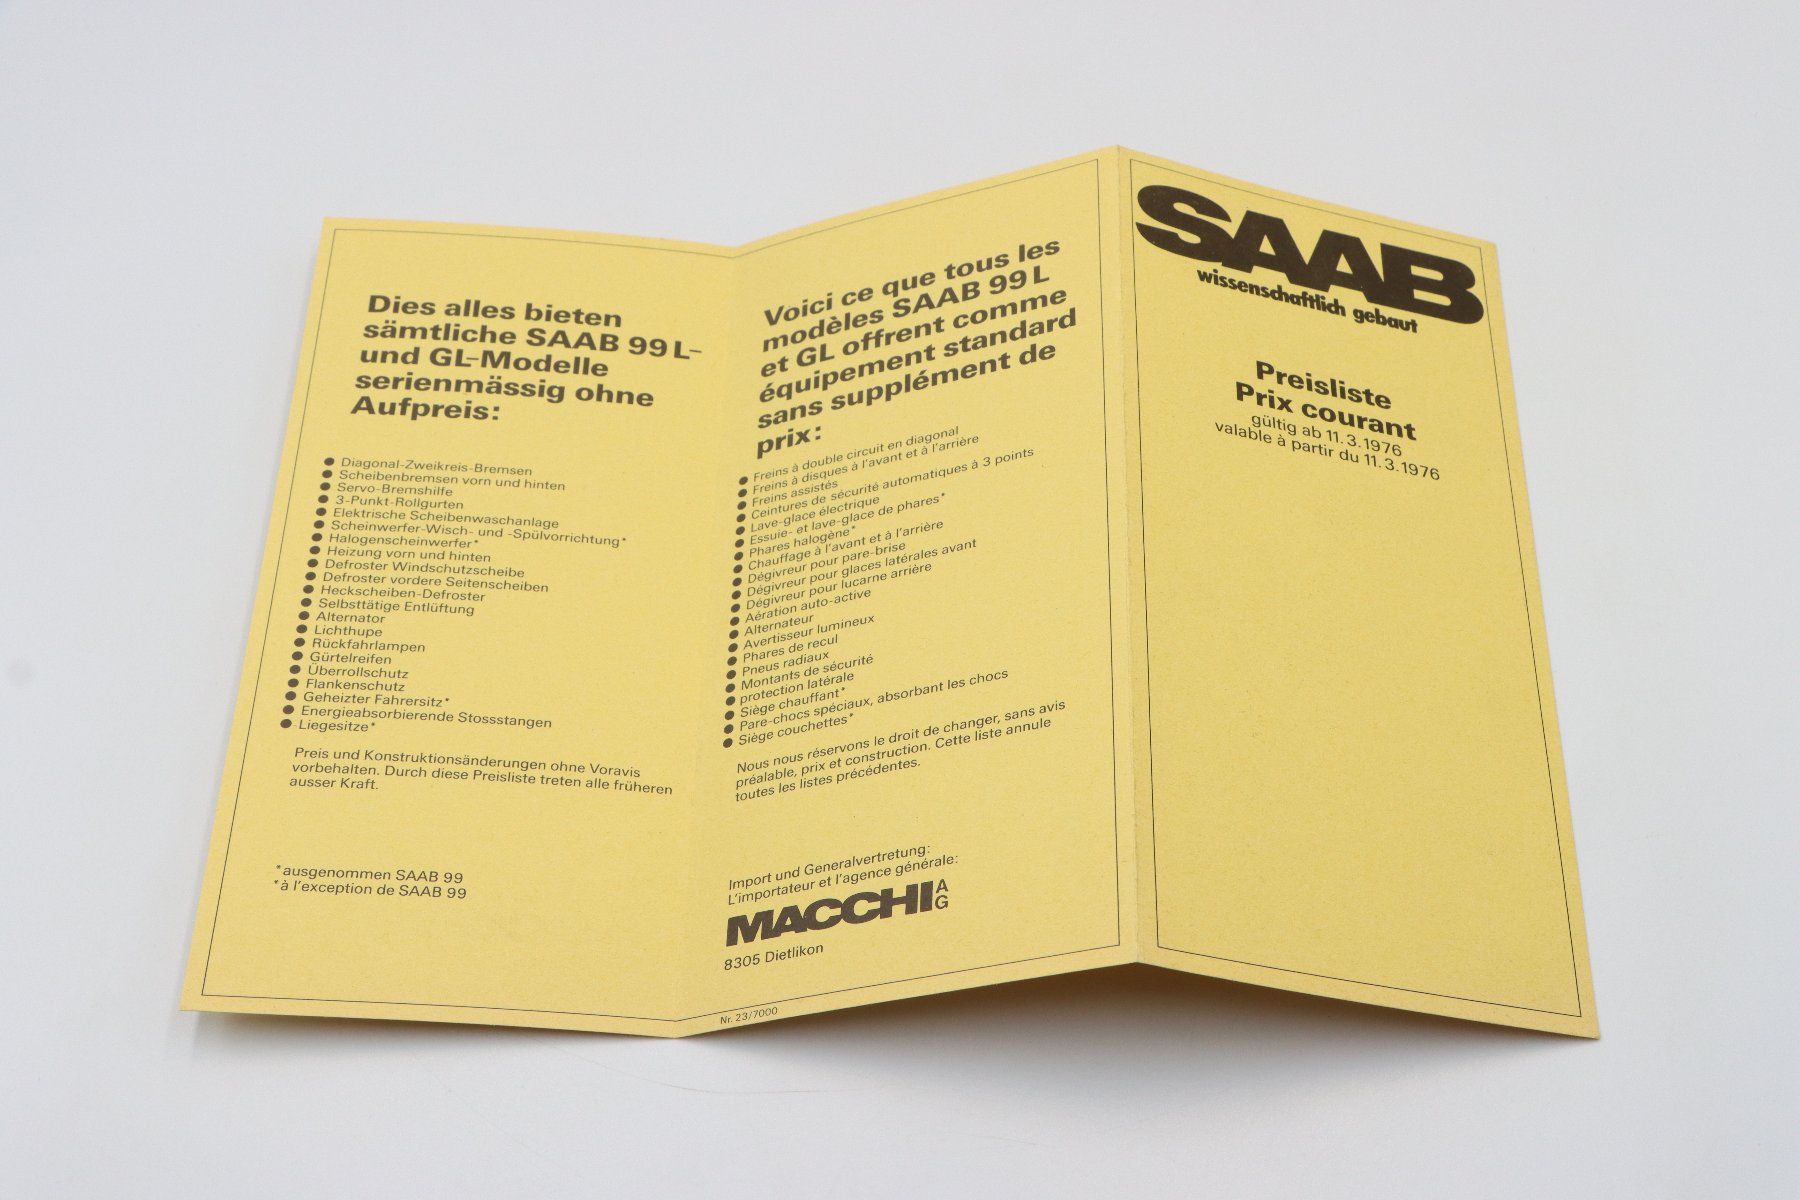 Dies alles bieten
sämtliche SAAB 99 L-
und GL-Modelle
serienmässig ohne
Aufpreis:
● Diagonal-Zweikreis-Bremsen
● Scheibenbremsen vorn und hinten
● Servo-Bremshilfe
● 3-Punkt-Rollgurten
● Elektrische Scheibenwaschanlage
● Scheinwerfer-Wisch- und -Spülvorrichtung*
● Halogenscheinwerfer*
● Heizung vorn und hinten
● Defroster Windschutzscheibe
● Defroster vordere Seitenscheiben
● Heckscheiben-Defroster
● Selbsttätige Entlüftung
● Alternator
● Lichthupe
● Rückfahrlampen
● Gürtelreifen
● Überrollschutz
● Flankenschutz
● Geheizter Fahrersitz*
● Energieabsorbierende Stossstangen
● Liegesitze*
Preis und Konstruktionsänderungen ohne Voravis
vorbehalten. Durch diese Preisliste treten alle früheren
ausser Kraft.
*ausgenommen SAAB 99
*à l'exception de SAAB 99
Voici ce que tous les
modèles SAAB 99 L
et GL offrent comme
équipement standard
sans supplément de
prix:
● Freins à double circuit en diagonal
● Freins à disques à l'avant et à l'arrière
● Freins assistés
● Ceintures de sécurité automatiques à 3 points
● Lave-glace électrique
● Essuie- et lave-glace de phares*
● Phares halogène*
● Chauffage à l'avant et à l'arrière
● Dégivreur pour pare-brise
● Dégivreur pour glaces latérales avant
● Dégivreur pour lucarne arrière
● Aération auto-active
● Alternateur
● Avertisseur lumineux
● Phares de recul
● Pneus radiaux
● Montants de sécurité
● protection latérale
● Siège chauffant*
● Pare-chocs spéciaux, absorbant les chocs
● Siège couchettes*
Nous nous réservons le droit de changer, sans avis
préalable, prix et construction. Cette liste annule
toutes les listes précédentes.
Import und Generalvertretung:
L'importateur et l'agence générale:
MACCHI AG
8305 Dietlikon
Nr. 23/7000
SAAB
wissenschaftlich gebaut
Preisliste
Prix courant
gültig ab 11.3.1976
valable à partir du 11.3.1976